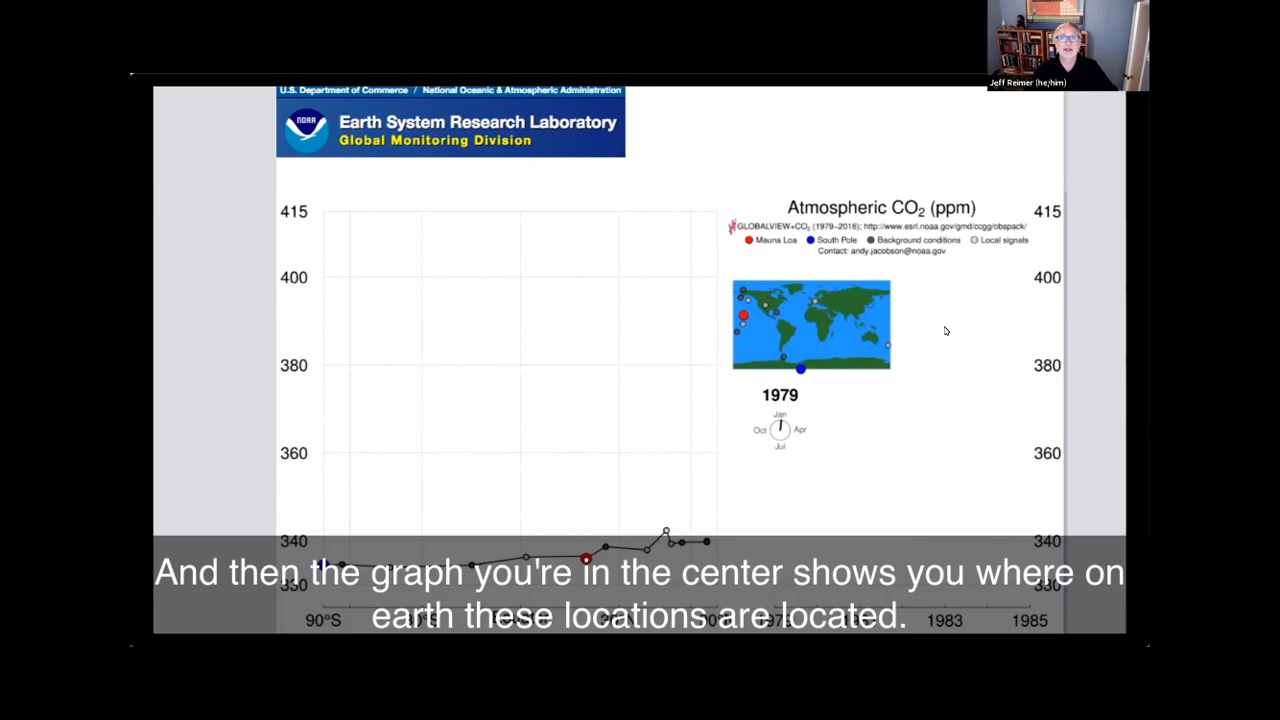 Jeff Reimer (he/him)
U.S. Department of Commerce / National Oceanic & Atmospheric Administration
NOAA
Earth System Research Laboratory
Global Monitoring Division
Atmospheric CO₂ (ppm)
GLOBALVIEW+CO₂ (1979-2016); http://www.esrl.noaa.gov/gmd/ccgg/obspack/
Mauna Loa South Pole Background conditions Local signals
Contact: andy.jacobson@noaa.gov
415 415
400 400
380 380
360 360
340 340
330
1979
Jan
Oct Apr
Jul
And then the graph you're in the center shows you where on
earth these locations are located.
90°S 1983 1985